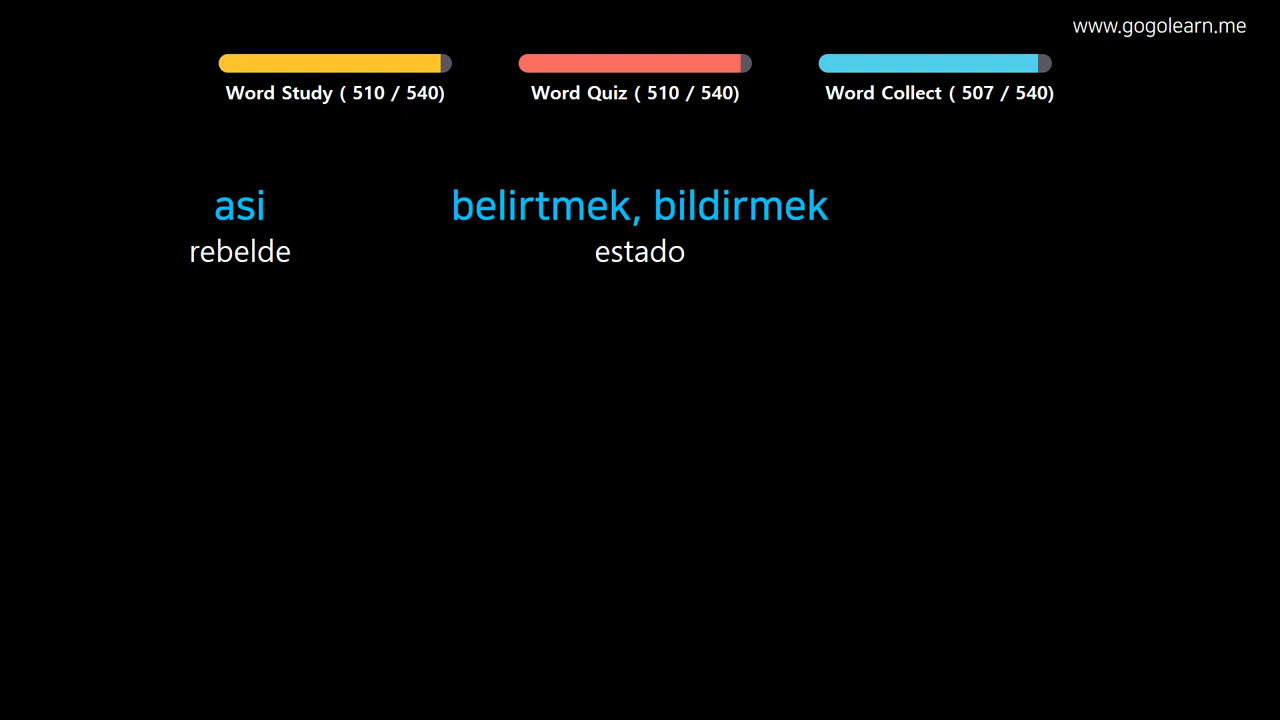 www.gogolearn.me
Word Study ( 510 / 540)
Word Quiz ( 510 / 540)
Word Collect ( 507 / 540)
asi
rebelde
belirtmek, bildirmek
estado